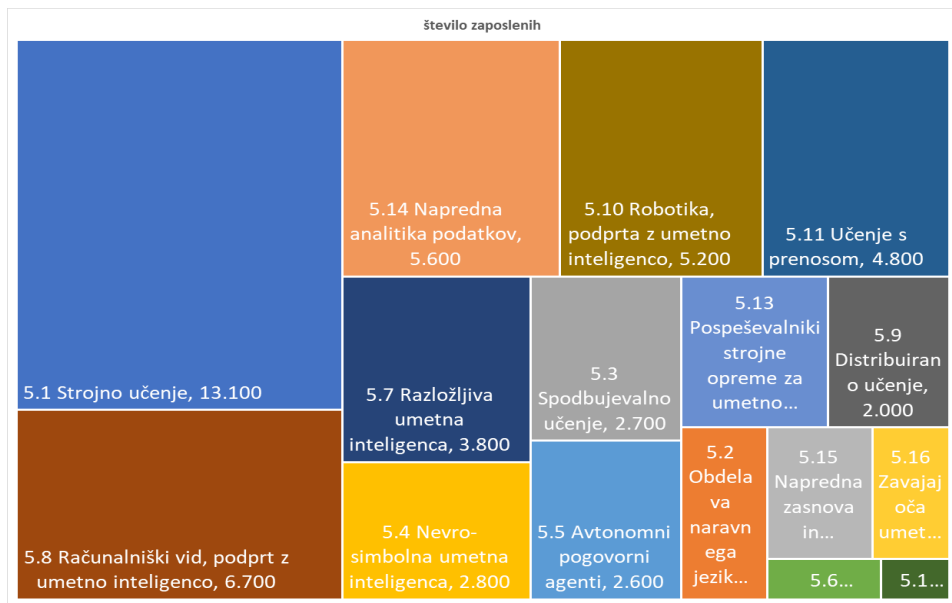 število zaposlenih
5.1 Strojno učenje, 13.100
5.8 Računalniški vid, podprt z
umetno inteligenco, 6.700
5.14 Napredna
analitika podatkov,
5.600
5.10 Robotika,
podprta z umetno
inteligenco, 5.200
5.11 Učenje s
prenosom, 4.800
5.7 Razložljiva
umetna
inteligenca, 3.800
5.4 Nevro-
simbolna umetna
inteligenca, 2.800
5.3
Spodbujevalno
učenje, 2.700
5.5 Avtonomni
pogovorni
agenti, 2.600
5.13
Pospeševalniki
strojne
opreme za
umetno...
5.9
Distribuiran
o učenje,
2.000
5.2
Obdela
va
naravn
ega
jezik...
5.15
Napredna
zasnova
in...
5.16
Zavajaj
oča
umet...
5.6...
5.1...